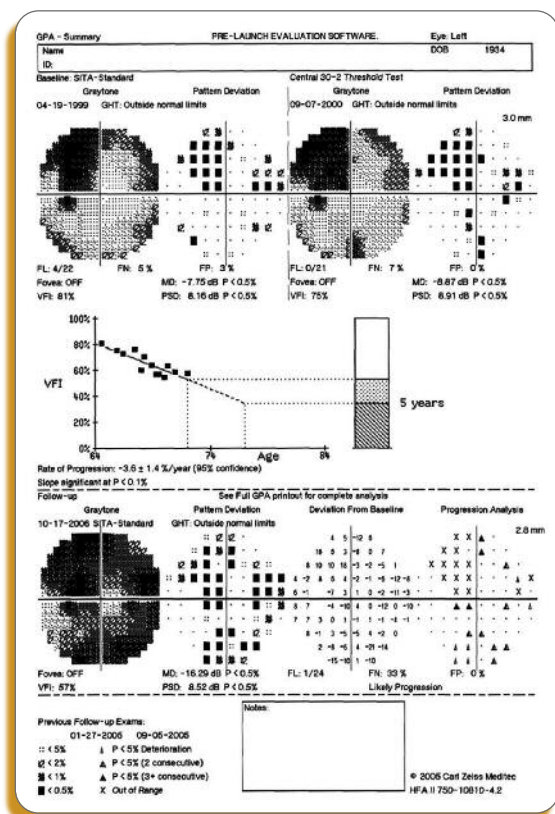 GPA - Summary PRE-LAUNCH EVALUATION SOFTWARE. Eye: Left
Name DOB 1934
ID:
Baseline: SITA-Standard Central 30-2 Threshold Test
Graytone Pattern Deviation Graytone Pattern Deviation
04-19-1999 GHT: Outside normal limits 09-07-2000 GHT: Outside normal limits
3.0 mm
FL: 4/22 FN: 5 % FP: 3 % FL: 0/21 FN: 7 % FP: 0 %
Fovea: OFF MD: -7.75 dB P < 0.5% Fovea: OFF MD: -8.87 dB P < 0.5%
VFI: 81% PSD: 8.16 dB P < 0.5% VFI: 75% PSD: 8.91 dB P < 0.5%
100%
80%
60%
VFI
40%
5 years
20%
0%
64 74 Age 84
Rate of Progression: -3.6 ± 1.4 %/year (95% confidence)
Slope significant at P < 0.1%
Follow-up See Full GPA printout for complete analysis
Graytone Pattern Deviation Deviation From Baseline Progression Analysis
10-17-2006 SITA-Standard GHT: Outside normal limits
2.8 mm
Fovea: OFF MD: -16.29 dB P < 0.5% FL: 1/24 FN: 33 % FP: 0 %
VFI: 57% PSD: 8.52 dB P < 0.5% Likely Progression
Notes:
Previous Follow-up Exams:
01-27-2006 09-05-2005
< 5% P < 5% Deterioration
< 2% P < 5% (2 consecutive)
< 1% P < 5% (3+ consecutive)
< 0.5% X Out of Range
© 2005 Carl Zeiss Meditec
HFA II 750-10810-4.2